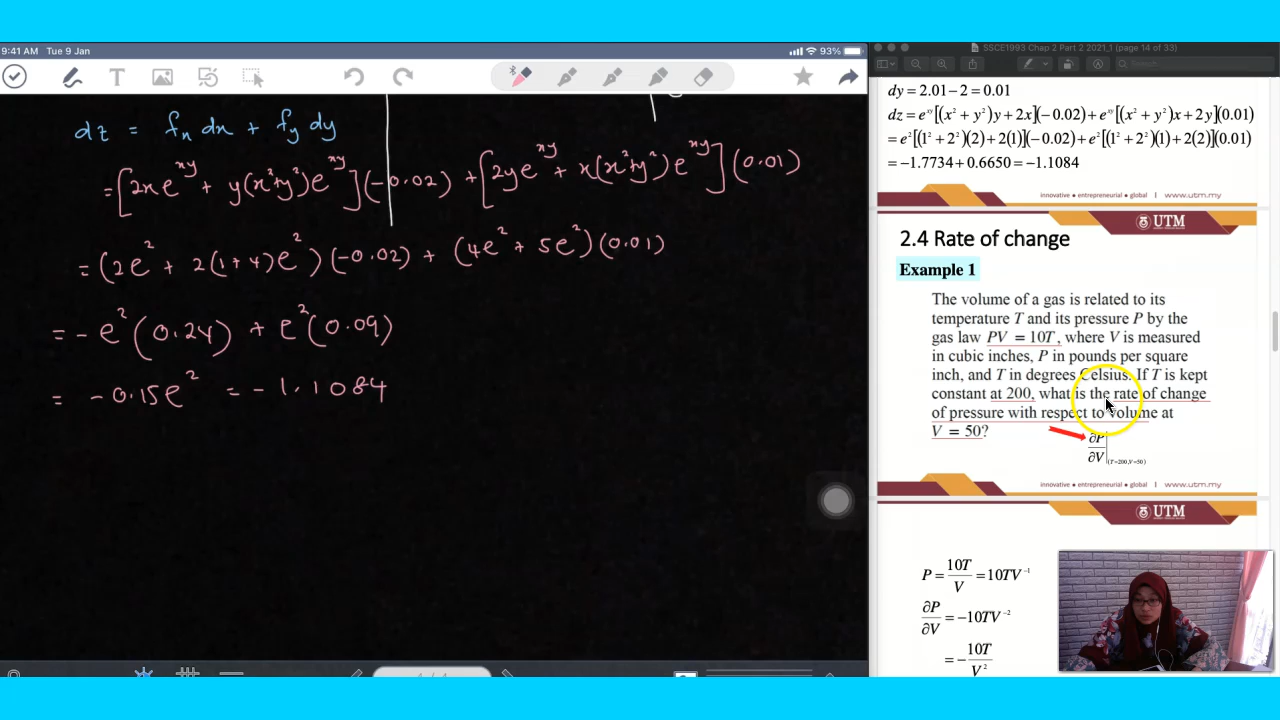 9:41 AM Tue 9 Jan
93%
dz = fx dx + fy dy
= [2xe^xy + y(x²+y²)e^xy](-0.02) + [2ye^xy + x(x²+y²)e^xy](0.01)
= (2e² + 2(1+4)e²)(-0.02) + (4e² + 5e²)(0.01)
= -e²(0.24) + e²(0.09)
= -0.15e² = -1.1084
SSCE1993 Chap 2 Part 2 2021_1 (page 14 of 33)
Search
dy = 2.01 − 2 = 0.01
dz = e^xy[(x² + y²)y + 2x](−0.02) + e^xy[(x² + y²)x + 2y](0.01)
= e²[(1² + 2²)(2) + 2(1)](−0.02) + e²[(1² + 2²)(1) + 2(2)](0.01)
= −1.7734 + 0.6650 = −1.1084
innovative ● entrepreneurial ● global | www.utm.my
UTM
2.4 Rate of change
Example 1
The volume of a gas is related to its
temperature T and its pressure P by the
gas law PV = 10T, where V is measured
in cubic inches, P in pounds per square
inch, and T in degrees Celsius. If T is kept
constant at 200, what is the rate of change
of pressure with respect to volume at
V = 50?
∂P
∂V (T=200,V=50)
innovative ● entrepreneurial ● global | www.utm.my
UTM
P = 10T/V = 10TV⁻¹
∂P/∂V = −10TV⁻²
= − 10T/V²